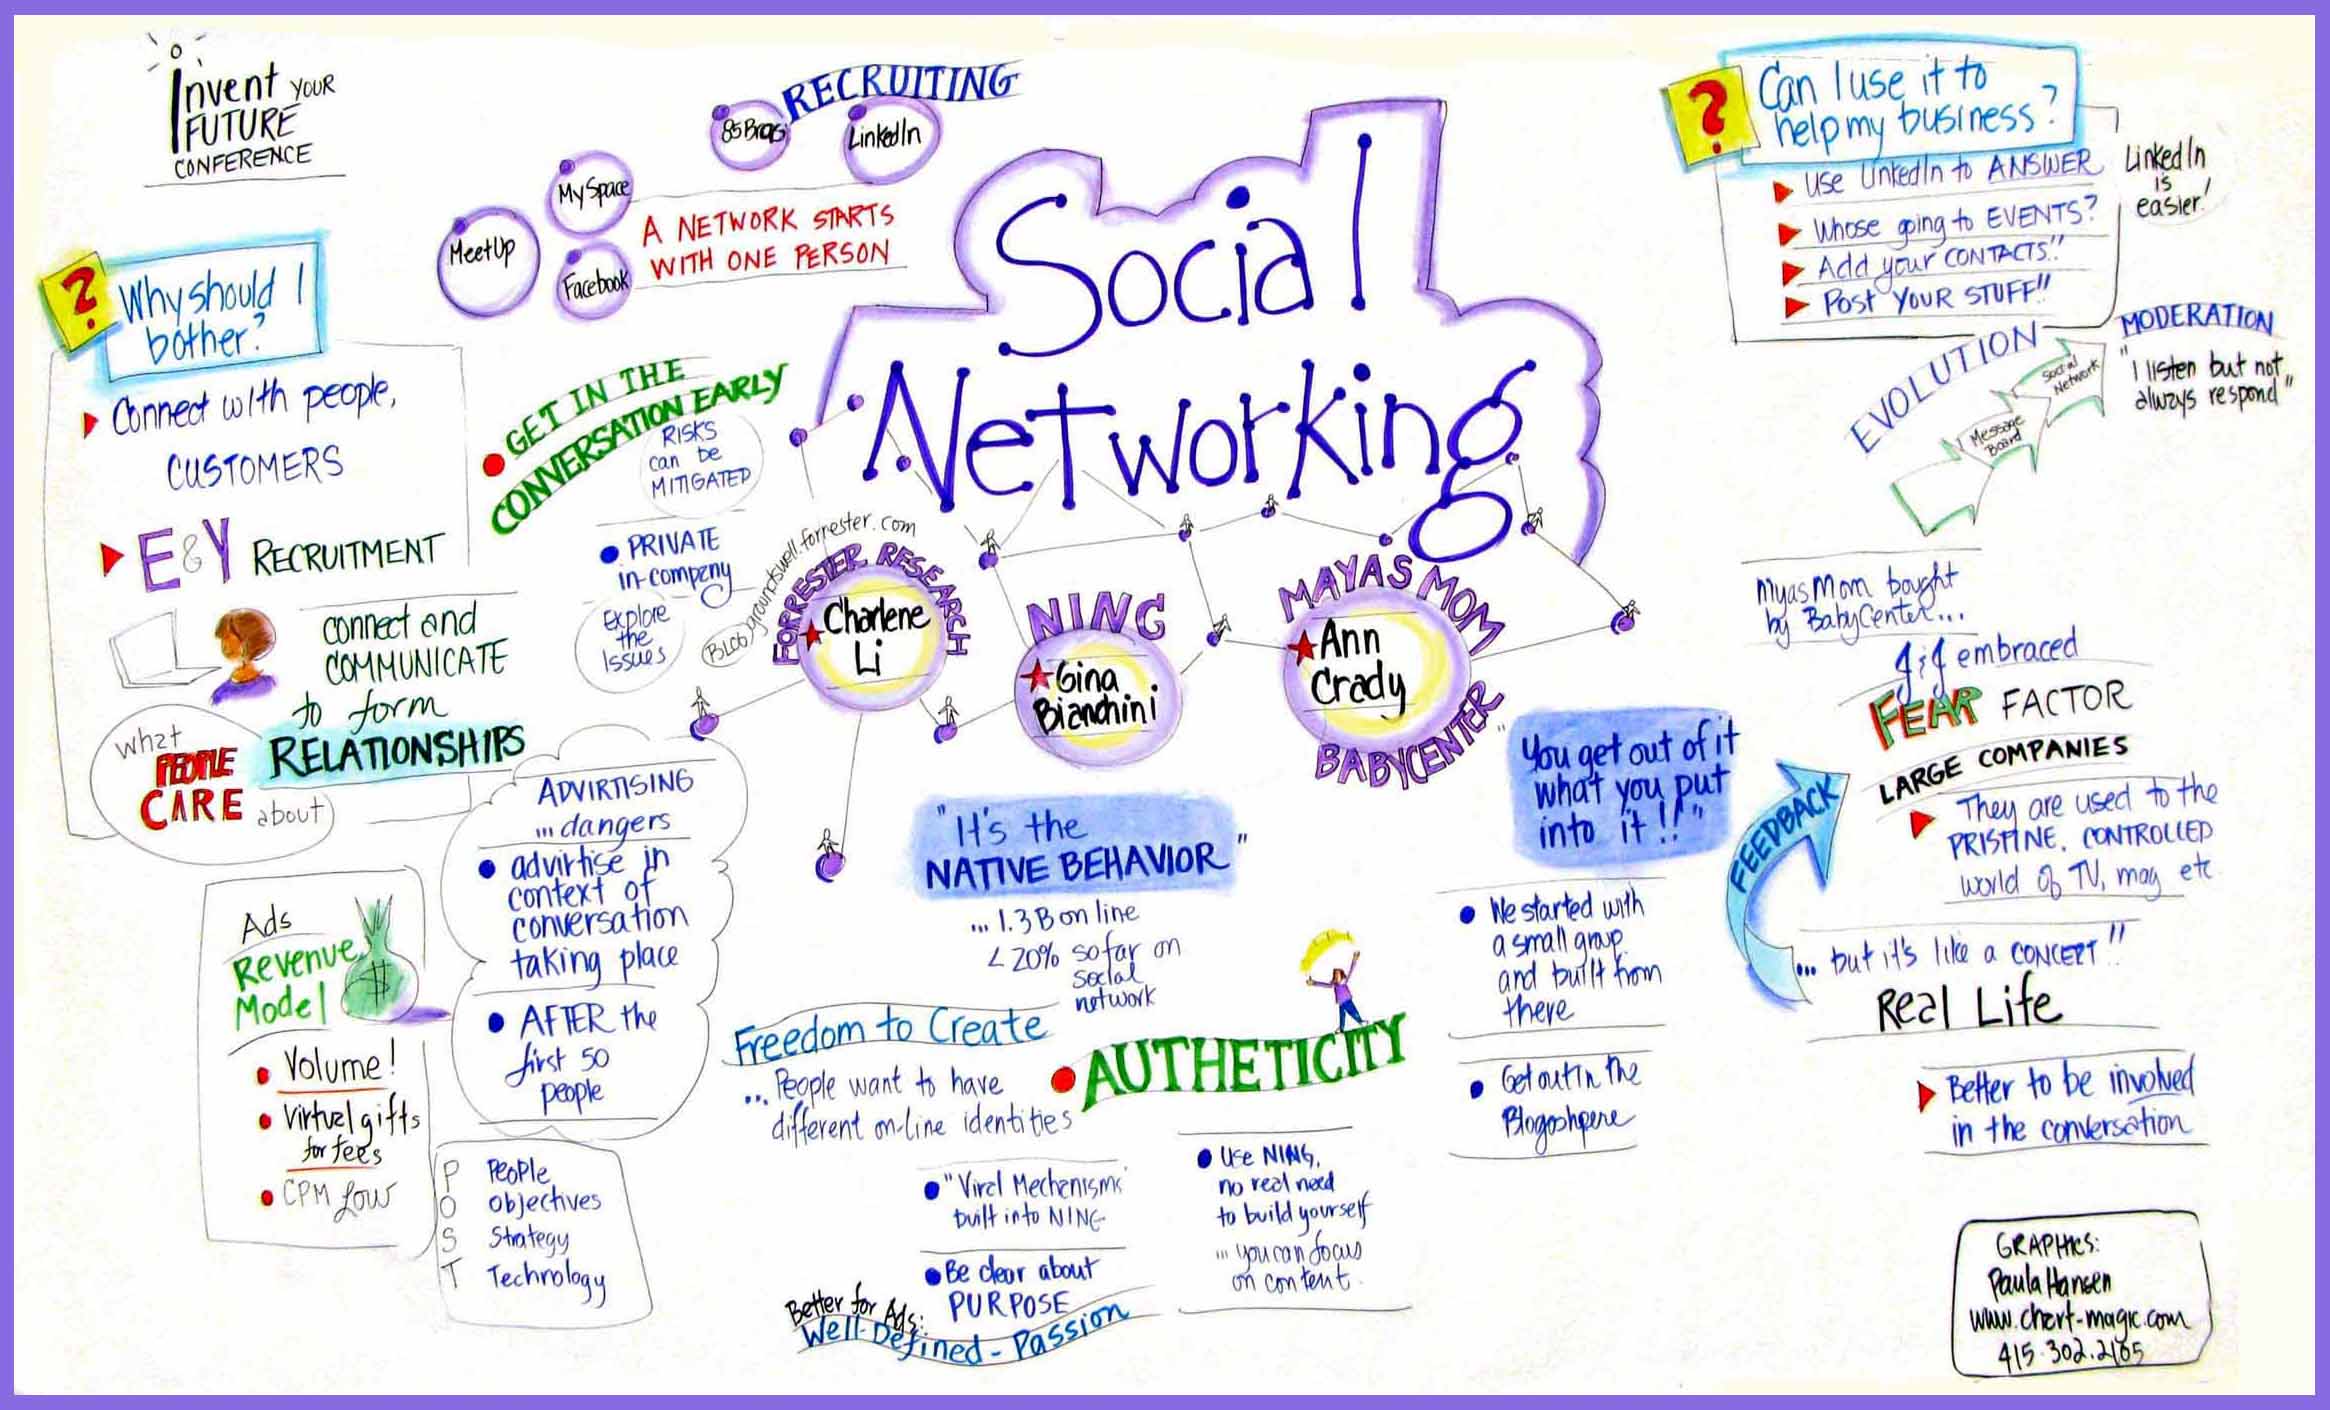 Invent YOUR
FUTURE
CONFERENCE
RECRUITING
85 Broads
LinkedIn
MySpace
MeetUp
Facebook
A NETWORK STARTS
WITH ONE PERSON
Social
Networking
?
Why should I
bother?
Connect with people,
CUSTOMERS
E&Y RECRUITMENT
connect and
COMMUNICATE
to form
RELATIONSHIPS
what
PEOPLE
CARE about
GET IN THE
CONVERSATION EARLY
RISKS
can be
MITIGATED
PRIVATE
in-company
Explore
the
Issues
BLOG groundswell.forrester.com
FORRESTER RESEARCH
Charlene
Li
NING
Gina
Bianchini
MAYAS MOM
Ann
Crady
BABYCENTER
ADVIRTISING
...dangers
advirtise in
context of
conversation
taking place
AFTER the
first 50
people
Ads
Revenue
Model
$
Volume!
Virtual gifts
for fees
CPM Low
P People
O Objectives
S Strategy
T Technology
"It's the
NATIVE BEHAVIOR"
... 1.3B on line
< 20% so far on
social
network
Freedom to Create
... People want to have
different on-line identities
AUTHETICITY
"Viral Mechanisms
built into NING
Be clear about
PURPOSE
Better for Ads:
Well-Defined - Passion
Use NING,
no real need
to build yourself
... you can focus
on content.
"You get out of it
what you put
into it!!"
We started with
a small group
and built from
there
Get out in the
Blogoshpere
?
Can I use it to
help my business?
Use LinkedIn to ANSWER
Whose going to EVENTS?
Add your CONTACTS!!
Post YOUR STUFF!!
LinkedIn
is
easier!
EVOLUTION
Message
Board
Social
Network
MODERATION
"I listen but not
always respond"
Myas Mom bought
by BabyCenter...
J&J embraced
FEAR FACTOR
LARGE COMPANIES
They are used to the
PRISTINE, CONTROLLED
world of TV, mag etc
FEEDBACK
... but it's like a CONCEPT!!
Real Life
Better to be involved
in the conversation
GRAPHICS:
Paula Hansen
www.chart-magic.com
415.302.2165